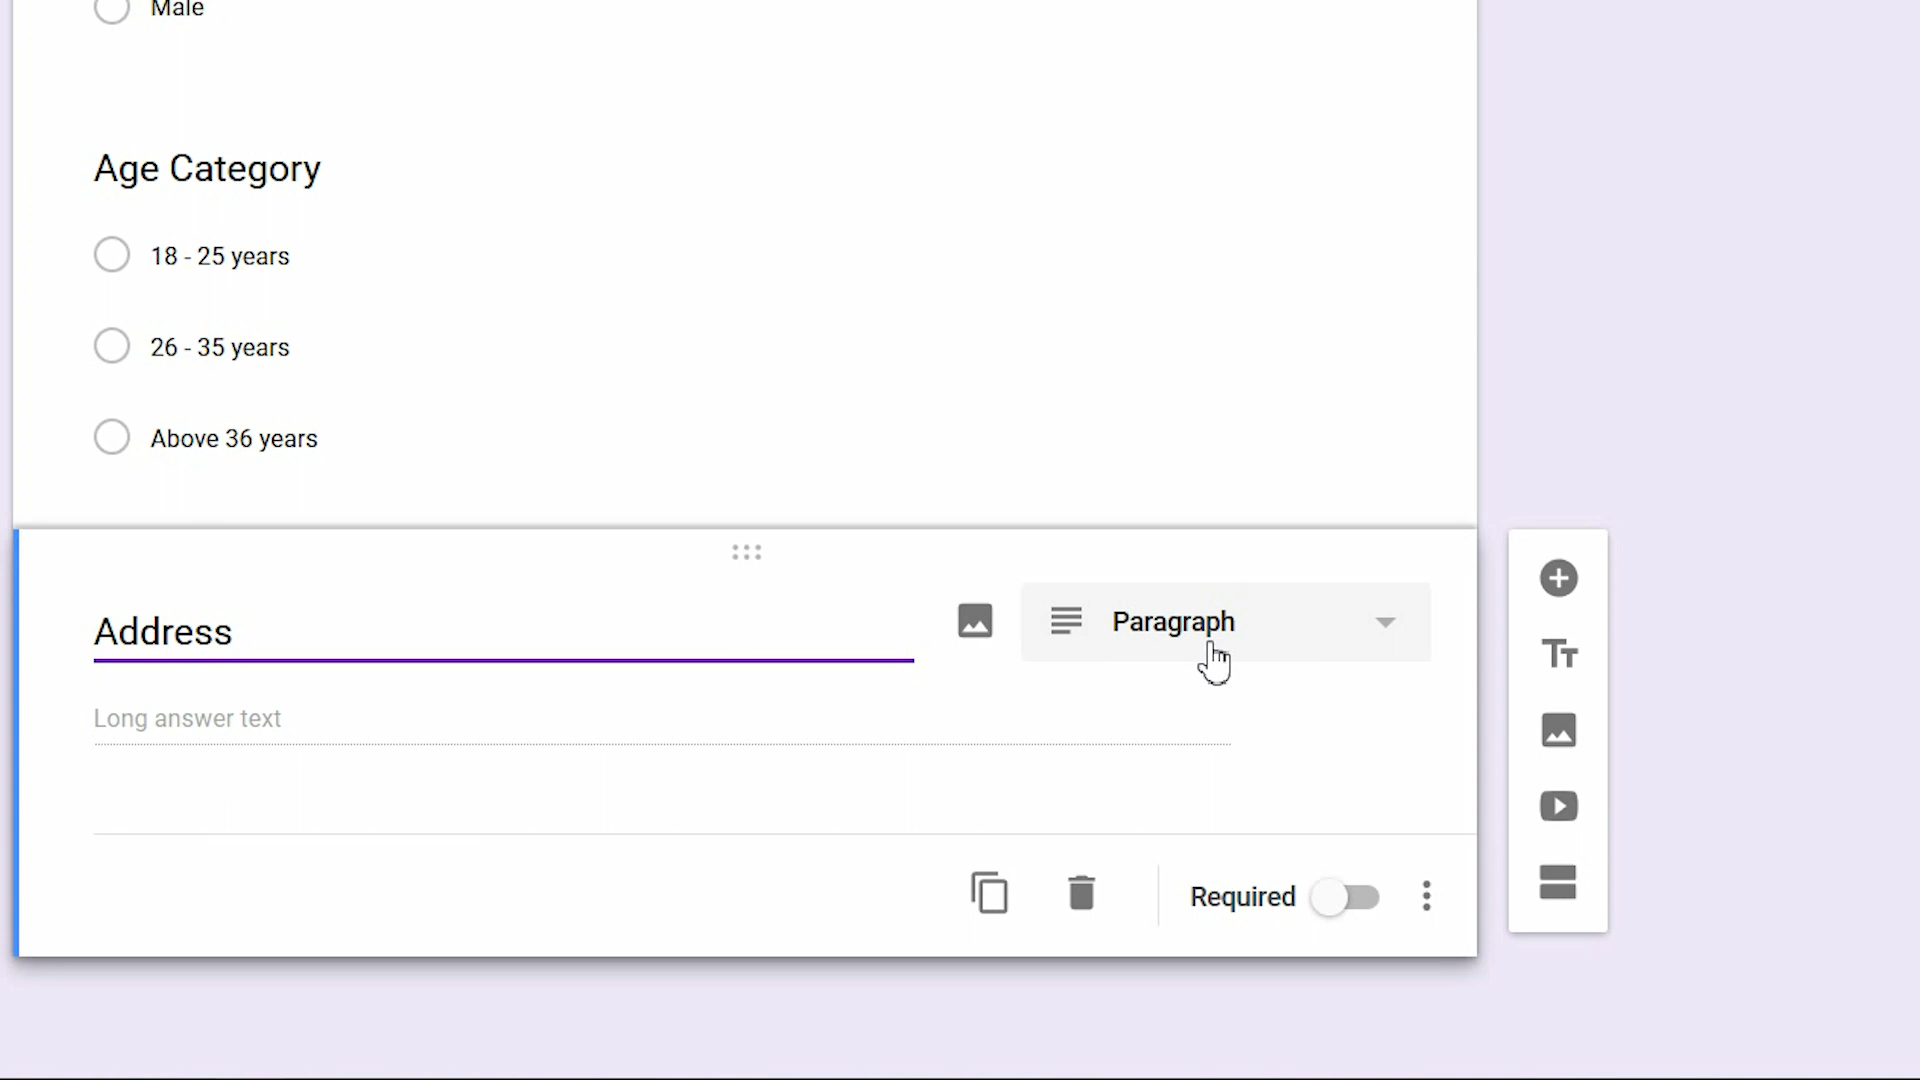 Male
Age Category
18 - 25 years
26 - 35 years
Above 36 years
Address
Paragraph
Long answer text
Required